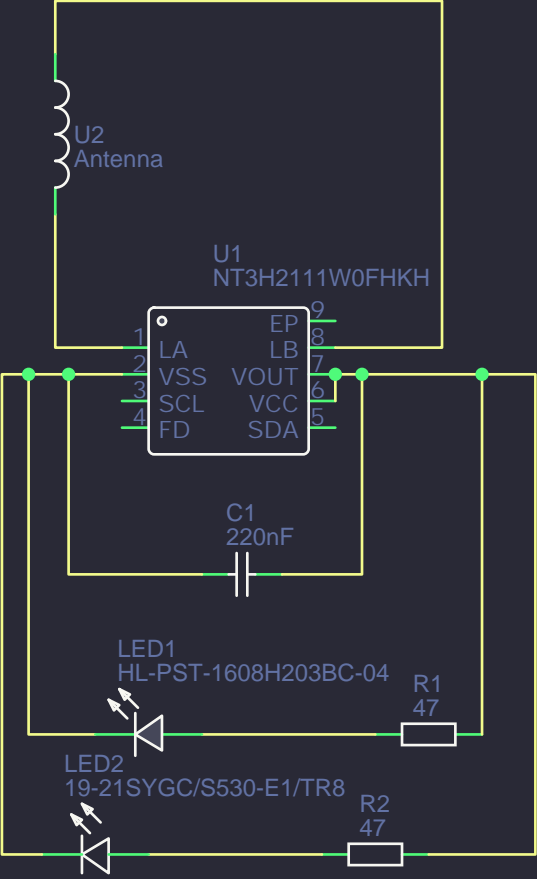 U2
Antenna
U1
NT3H2111W0FHKH
9
EP
1
8
LA
LB
2
7
VSS
VOUT
3
6
SCL
VCC
4
5
FD
SDA
C1
220nF
LED1
HL-PST-1608H203BC-04
R1
47
LED2
19-21SYGC/S530-E1/TR8
R2
47